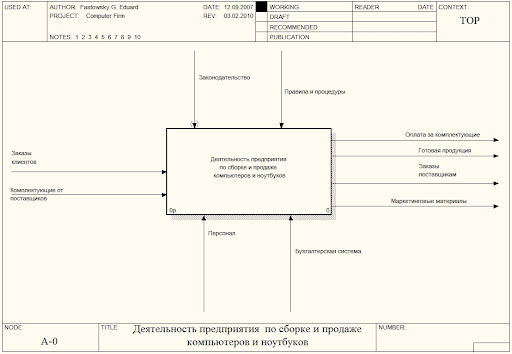 USED AT:
AUTHOR: Fastowsky G. Eduard
DATE: 12.09.2007
PROJECT: Computer Firm
REV: 03.02.2010
NOTES: 1 2 3 4 5 6 7 8 9 10
WORKING
DRAFT
RECOMMENDED
PUBLICATION
READER
DATE
CONTEXT:
TOP
Законодательство
Правила и процедуры
Заказы
клиентов
Комплектующие от
поставщиков
Деятельность предприятия
по сборке и продаже
компьютеров и ноутбуков
0р.
0
Оплата за комплектующие
Готовая продукция
Заказы
поставщикам
Маркетинговые материалы
Персонал
Бухгалтерская система
NODE:
A-0
TITLE:
Деятельность предприятия по сборке и продаже
компьютеров и ноутбуков
NUMBER: